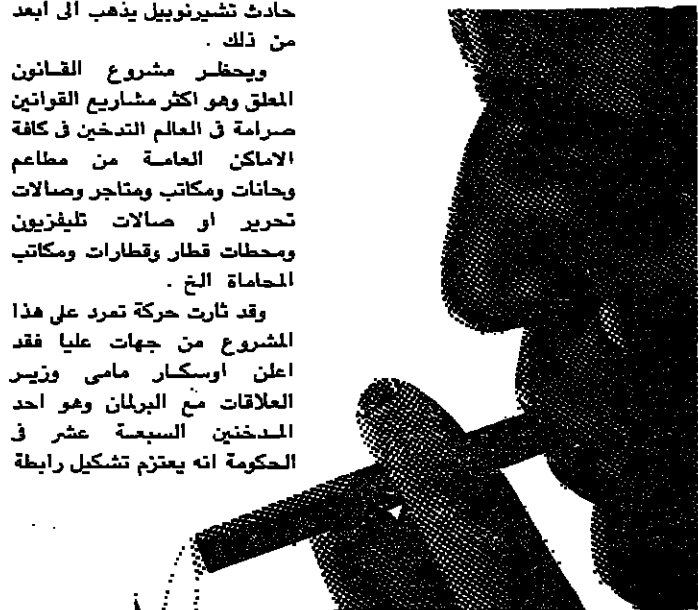 حادث تشيرنوبيل يذهب الى ابعد
من ذلك .
ويحظر مشروع القانون
المعلق وهو اكثر مشاريع القوانين
صرامة فى العالم التدخين فى كافة
الاماكن العامة من مطاعم
وحانات ومكاتب ومتاجر وصالات
تحرير او صالات تليفزيون
ومحطات قطار وقطارات ومكاتب
المحاماة الخ .
وقد ثارت حركة تمرد على هذا
المشروع من جهات عليا فقد
اعلن اوسكار مامى وزير
العلاقات مع البرلمان وهو احد
المدخنين السبعة عشر فى
الحكومة انه يعتزم تشكيل رابطة